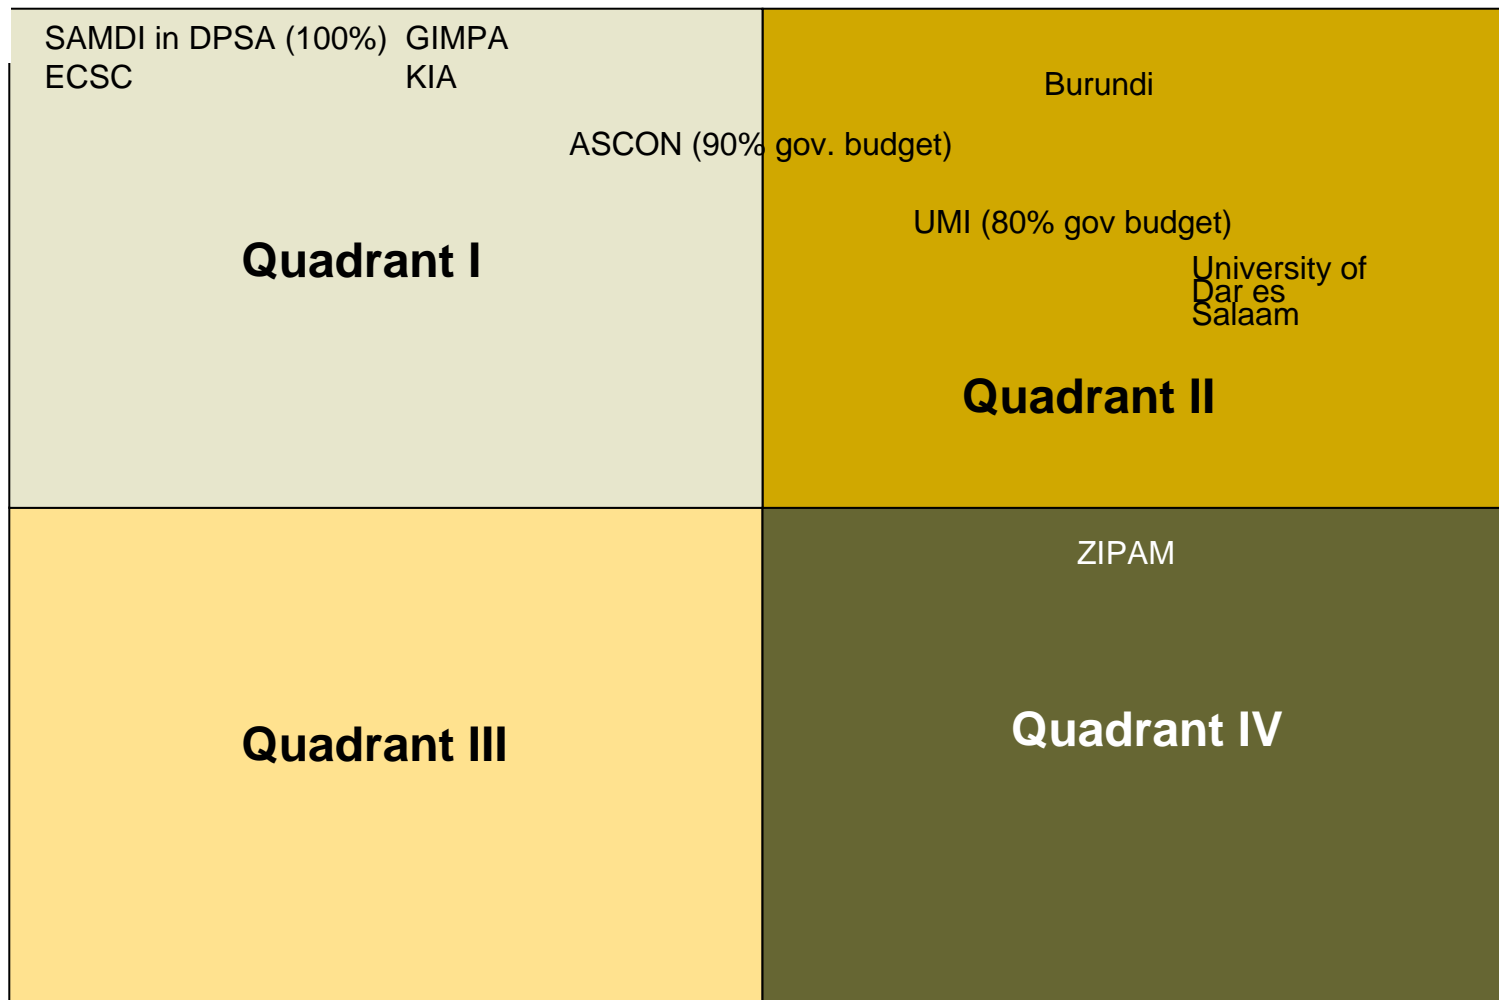 SAMDI in DPSA (100%) GIMPA
ECSC KIA
Burundi
ASCON (90% gov. budget)
UMI (80% gov budget)
Quadrant I
University of
Dar es
Salaam
Quadrant II
ZIPAM
Quadrant III
Quadrant IV